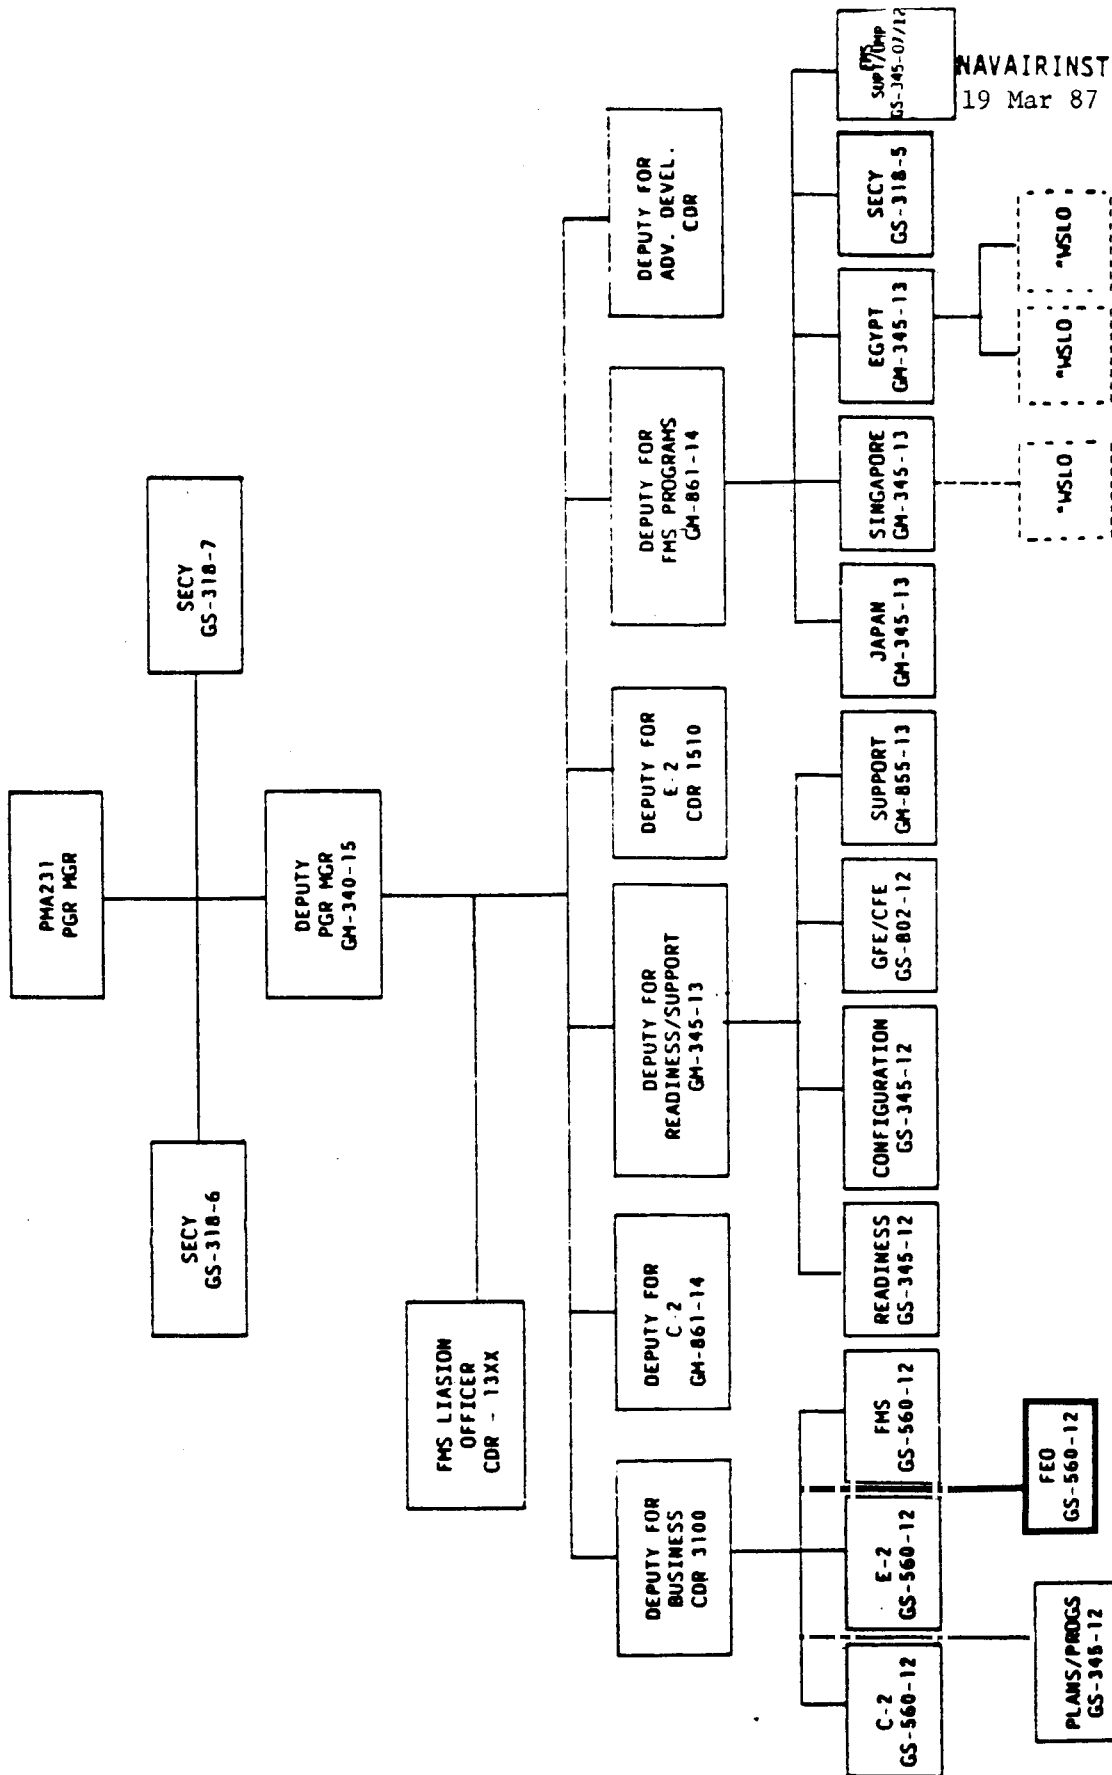 NAVAIRINST
19 Mar 87
PMA231
PGR MGR
SECY
GS-318-6
SECY
GS-318-7
DEPUTY
PGR MGR
GM-340-15
FMS LIASION
OFFICER
CDR - 13XX
DEPUTY FOR
BUSINESS
CDR 3100
DEPUTY FOR
C-2
GM-861-14
DEPUTY FOR
READINESS/SUPPORT
GM-345-13
DEPUTY FOR
E-2
CDR 1510
DEPUTY FOR
FMS PROGRAMS
GM-861-14
DEPUTY FOR
ADV. DEVEL.
CDR
C-2
GS-560-12
E-2
GS-560-12
FMS
GS-560-12
READINESS
GS-345-12
CONFIGURATION
GS-345-12
GFE/CFE
GS-802-12
SUPPORT
GM-855-13
JAPAN
GM-345-13
SINGAPORE
GM-345-13
EGYPT
GM-345-13
SECY
GS-318-5
FMS
GS-345-07/12
PLANS/PROGS
GS-345-12
FEO
GS-560-12
*WSLO
*WSLO
*WSLO